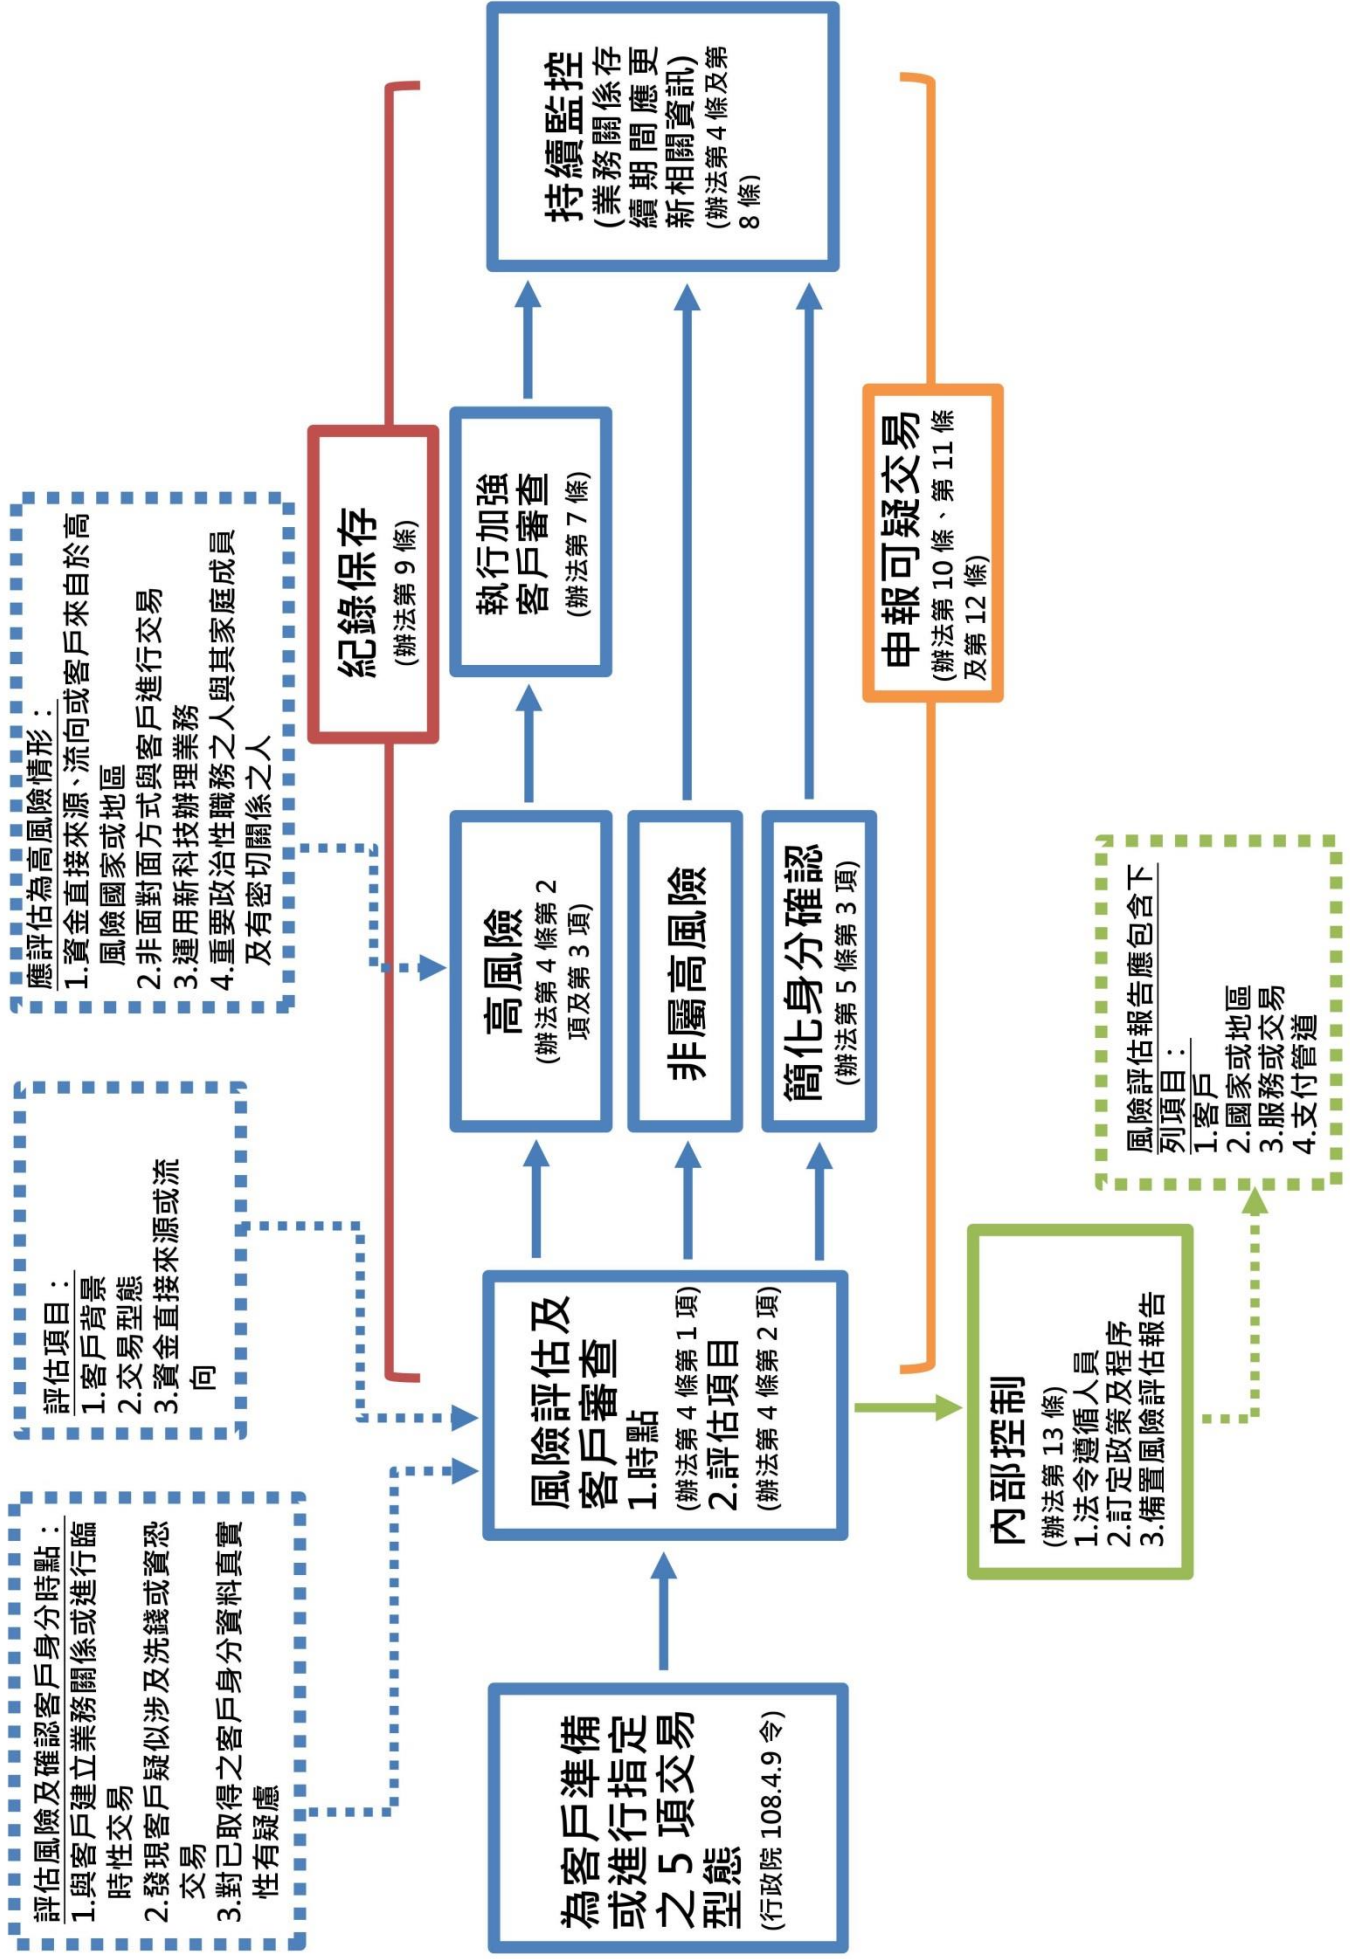 評估風險及確認客戶身分時點：
1.與客戶建立業務關係或進行臨
時性交易
2.發現客戶疑似涉及洗錢或資恐
交易
3.對已取得之客戶身分資料真實
性有疑慮
評估項目：
1.客戶背景
2.交易型態
3.資金直接來源或流
向
應評估為高風險情形：
1.資金直接來源、流向或客戶來自於高
風險國家或地區
2.非面對面方式與客戶進行交易
3.運用新科技辦理業務
4.重要政治性職務之人與其家庭成員
及有密切關係之人
紀錄保存
(辦法第 9 條)
為客戶準備
或進行指定
之 5 項交易
型態
(行政院 108.4.9 令)
風險評估及
客戶審查
1.時點
(辦法第 4 條第 1 項)
2.評估項目
(辦法第 4 條第 2 項)
高風險
(辦法第 4 條第 2
項及第 3 項)
非屬高風險
簡化身分確認
(辦法第 5 條第 3 項)
執行加強
客戶審查
(辦法第 7 條)
持續監控
(業務關係存
續期間應更
新相關資訊)
(辦法第 4 條及第
8 條)
申報可疑交易
(辦法第 10 條、第 11 條
及第 12 條)
內部控制
(辦法第 13 條)
1.法令遵循人員
2.訂定政策及程序
3.備置風險評估報告
風險評估報告應包含下
列項目：
1.客戶
2.國家或地區
3.服務或交易
4.支付管道